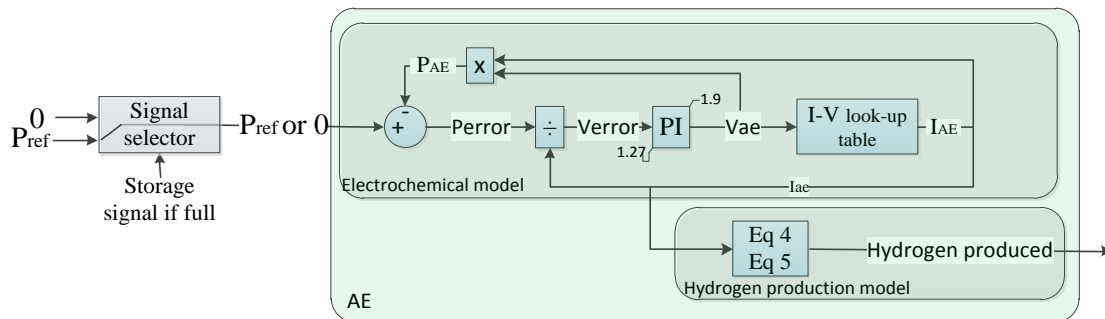 0
Pref
Signal
selector
Storage
signal if full
Pref or 0
+
-
PAE
x
Perror
÷
Verror
PI
1.9
1.27
Vae
I-V look-up
table
IAE
Iae
Electrochemical model
Eq 4
Eq 5
Hydrogen produced
Hydrogen production model
AE